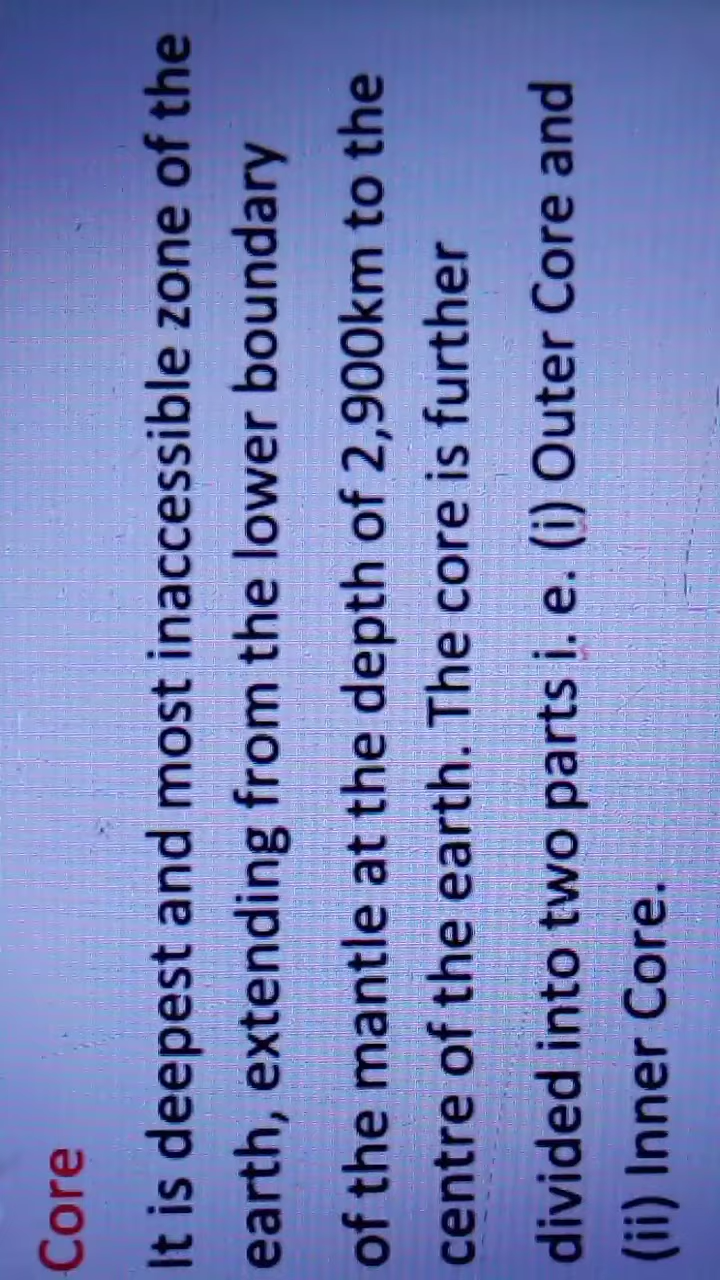 Core
It is deepest and most inaccessible zone of the
earth, extending from the lower boundary
of the mantle at the depth of 2,900km to the
centre of the earth. The core is further
divided into two parts i. e. (i) Outer Core and
(ii) Inner Core.